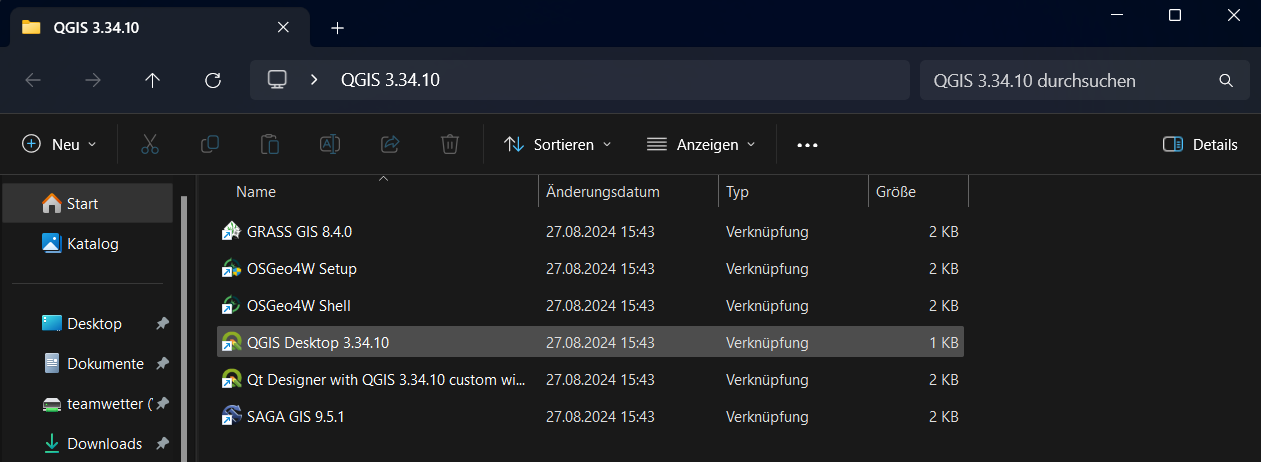 QGIS 3.34.10
QGIS 3.34.10
QGIS 3.34.10 durchsuchen
Neu
Sortieren
Anzeigen
Details
Start
Katalog
Desktop
Dokumente
teamwetter ('
Downloads
Name Änderungsdatum Typ Größe
GRASS GIS 8.4.0 27.08.2024 15:43 Verknüpfung 2 KB
OSGeo4W Setup 27.08.2024 15:43 Verknüpfung 2 KB
OSGeo4W Shell 27.08.2024 15:43 Verknüpfung 2 KB
QGIS Desktop 3.34.10 27.08.2024 15:43 Verknüpfung 1 KB
Qt Designer with QGIS 3.34.10 custom wi... 27.08.2024 15:43 Verknüpfung 2 KB
SAGA GIS 9.5.1 27.08.2024 15:43 Verknüpfung 2 KB